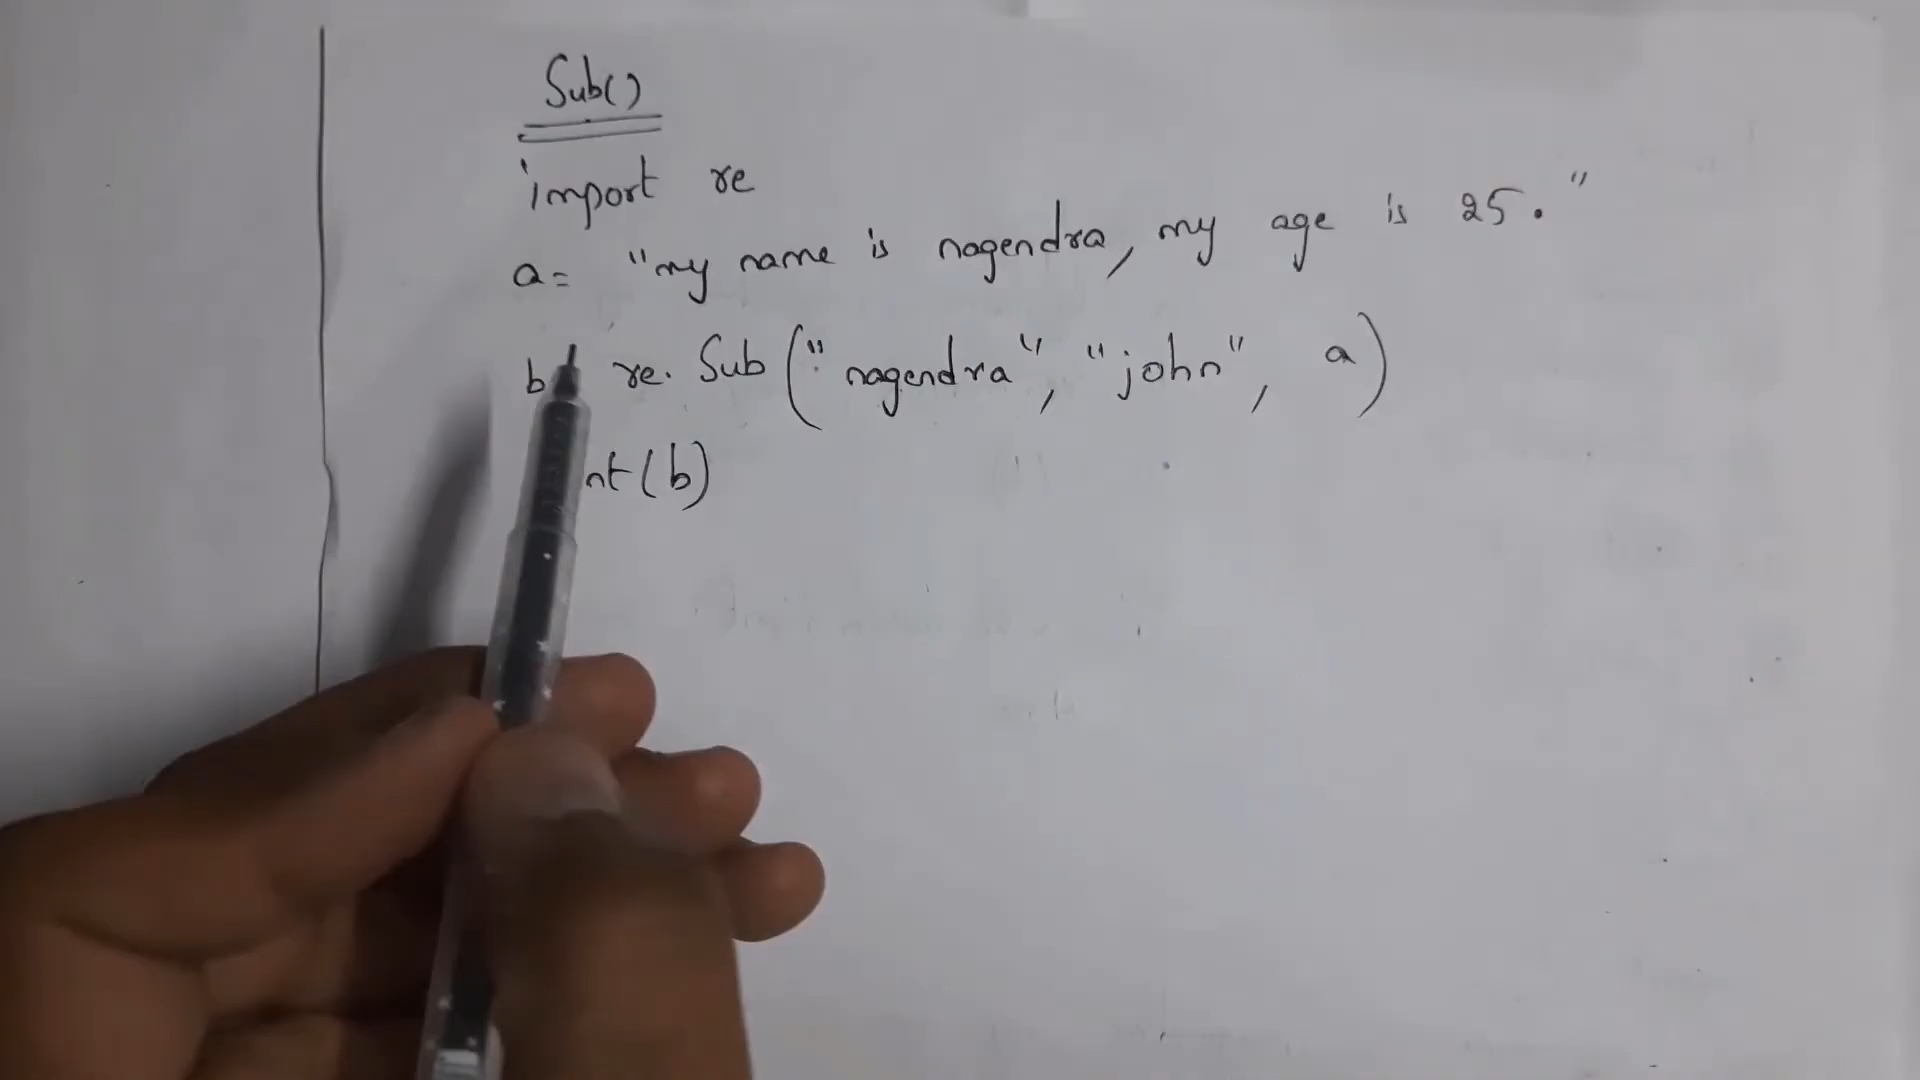 Sub()
import re
a= "my name is nagendra, my age is 25."
b re. Sub ("nagendra", "john", a)
nt(b)